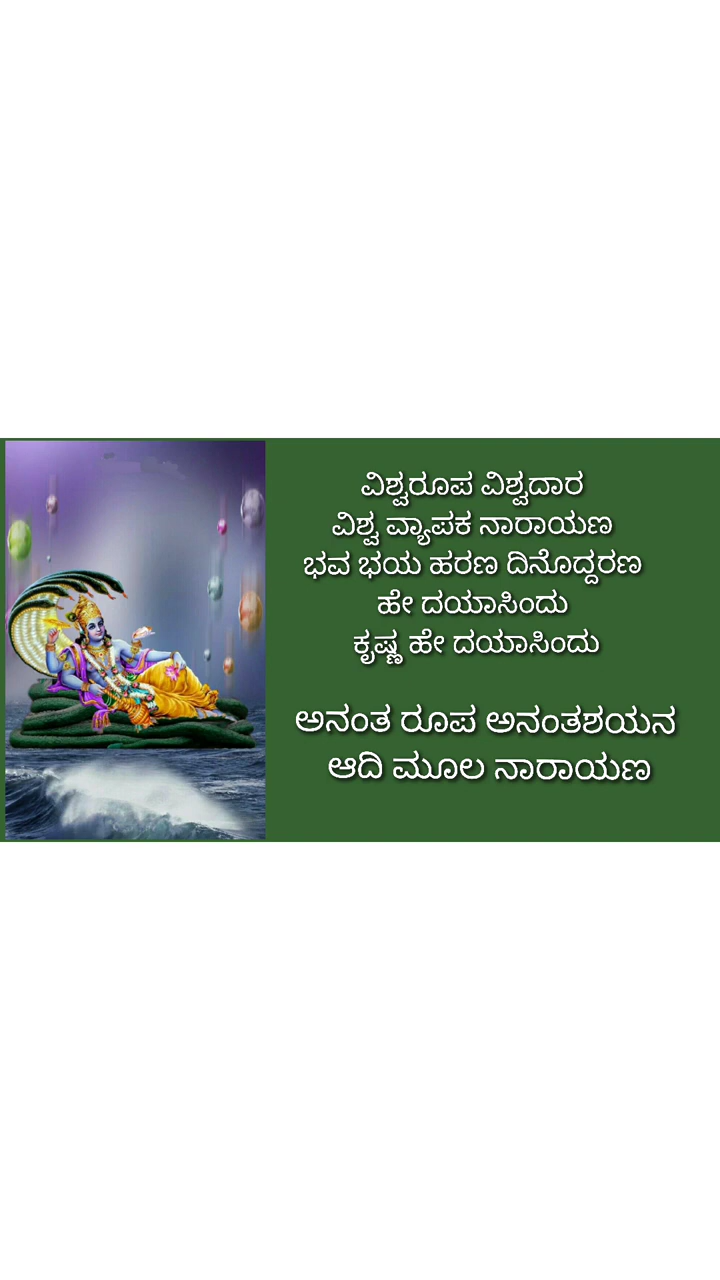 ವಿಶ್ವರೂಪ ವಿಶ್ವದಾರ
ವಿಶ್ವ ವ್ಯಾಪಕ ನಾರಾಯಣ
ಭವ ಭಯ ಹರಣ ದಿನೊದ್ದರಣ
ಹೇ ದಯಾಸಿಂದು
ಕೃಷ್ಣ ಹೇ ದಯಾಸಿಂದು
ಅನಂತ ರೂಪ ಅನಂತಶಯನ
ಆದಿ ಮೂಲ ನಾರಾಯಣ